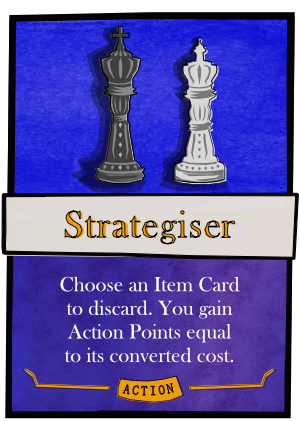 Strategiser
Choose an Item Card
to discard. You gain
Action Points equal
to its converted cost.
ACTION